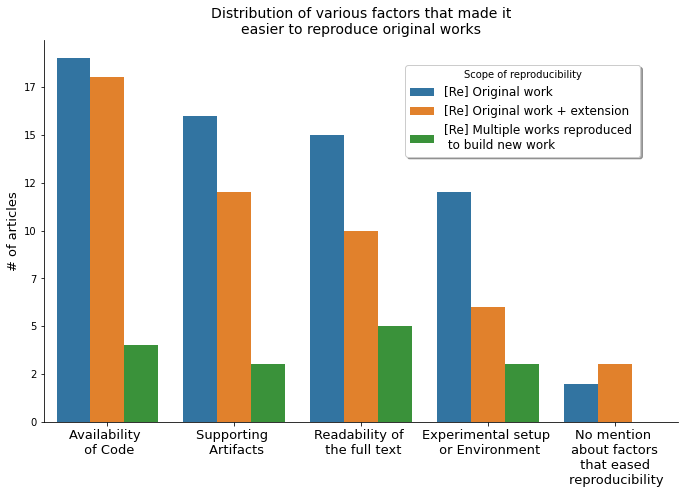 Distribution of various factors that made it
easier to reproduce original works
Scope of reproducibility
[Re] Original work
[Re] Original work + extension
[Re] Multiple works reproduced
to build new work
# of articles
17
15
12
10
7
5
2
0
Availability
of Code
Supporting
Artifacts
Readability of
the full text
Experimental setup
or Environment
No mention
about factors
that eased
reproducibility